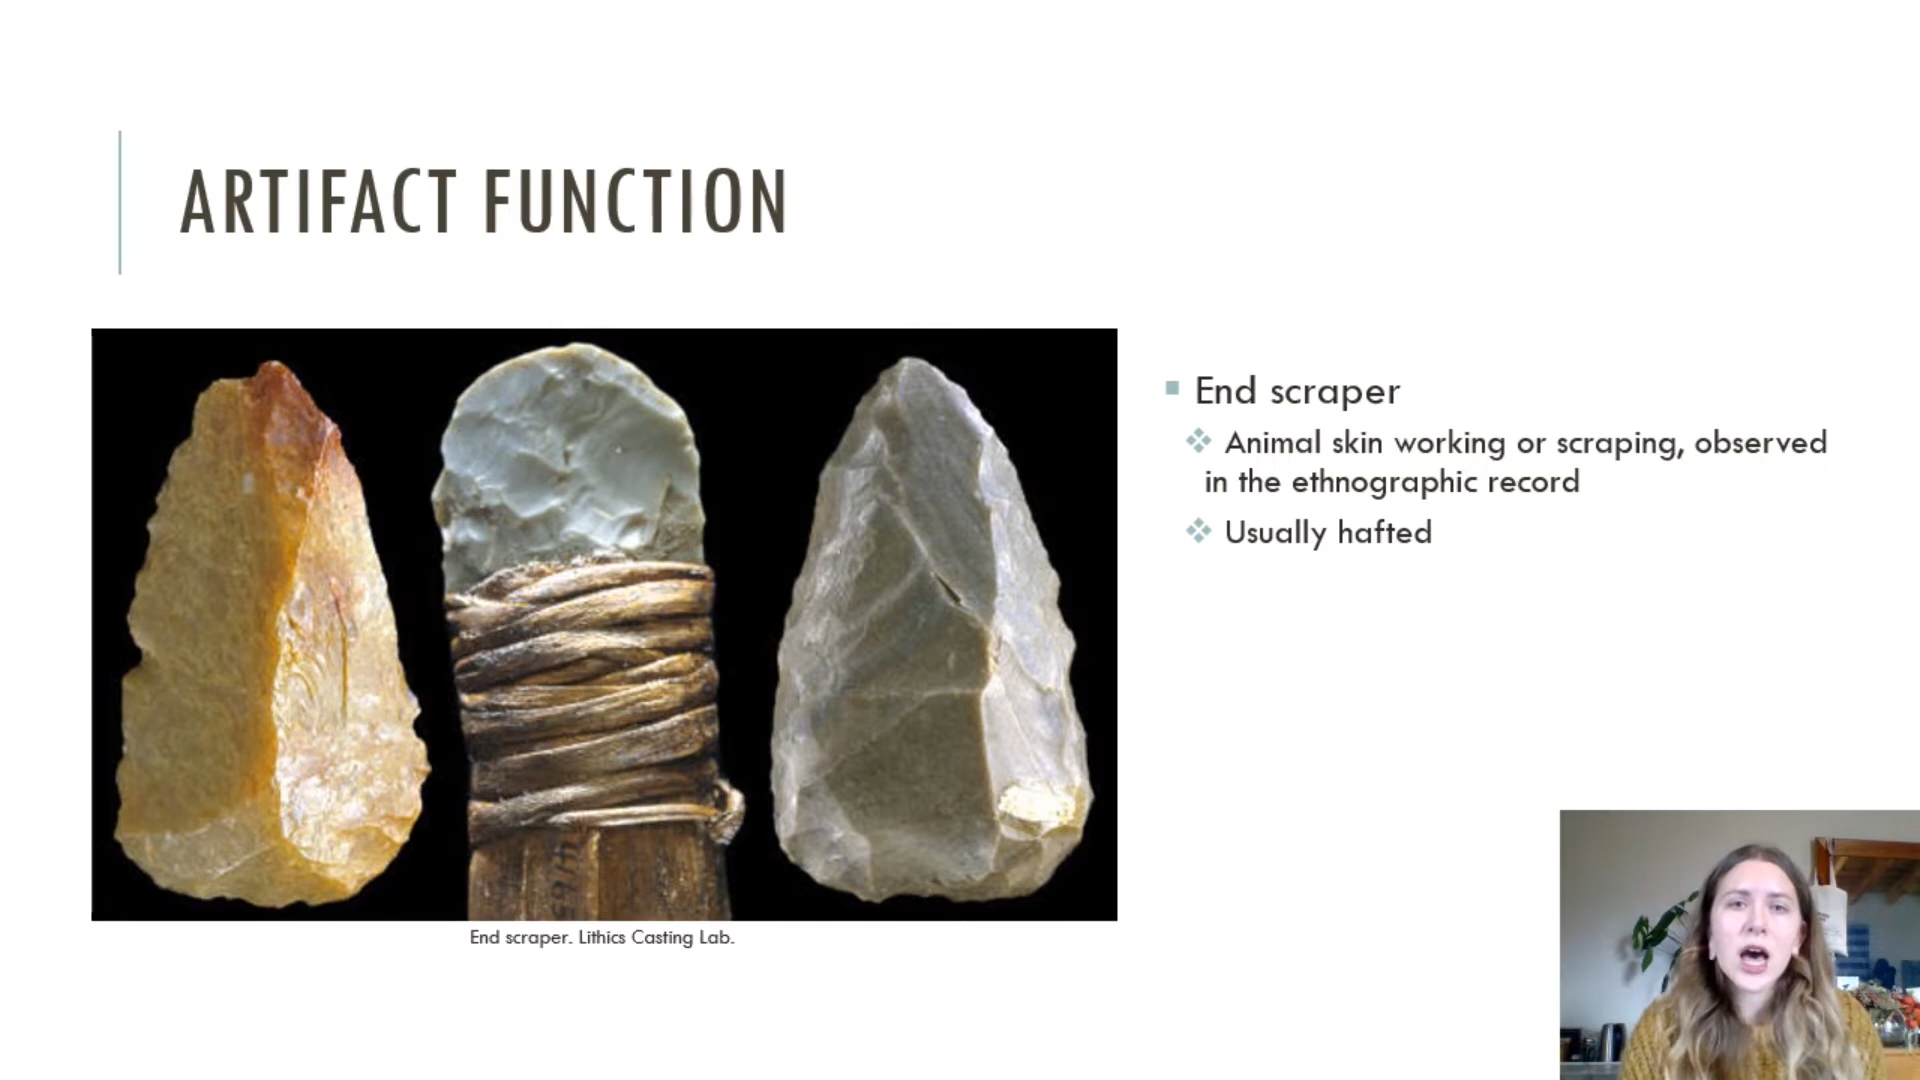 ARTIFACT FUNCTION
End scraper
Animal skin working or scraping, observed
in the ethnographic record
Usually hafted
End scraper. Lithics Casting Lab.